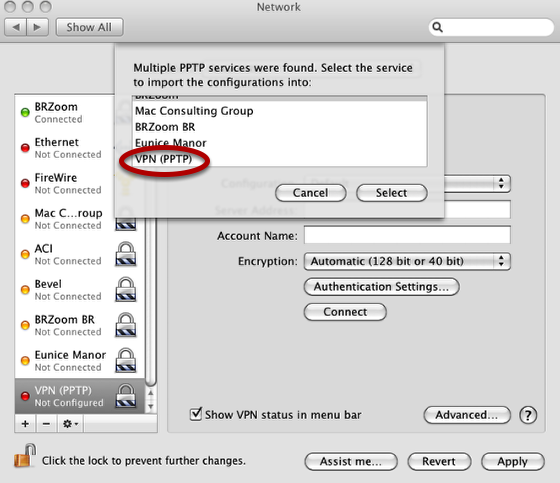 Network
Show All
Multiple PPTP services were found. Select the service
to import the configurations into:
BRZoom
Mac Consulting Group
BRZoom BR
Eunice Manor
VPN (PPTP)
Cancel
Select
BRZoom
Connected
Ethernet
Not Connected
FireWire
Not Connected
Mac C...roup
Not Connected
ACI
Not Connected
Bevel
Not Connected
BRZoom BR
Not Connected
Eunice Manor
Not Connected
VPN (PPTP)
Not Configured
Configuration: Default
Server Address:
Account Name:
Encryption: Automatic (128 bit or 40 bit)
Authentication Settings...
Connect
Show VPN status in menu bar
Advanced...
?
Click the lock to prevent further changes.
Assist me...
Revert
Apply